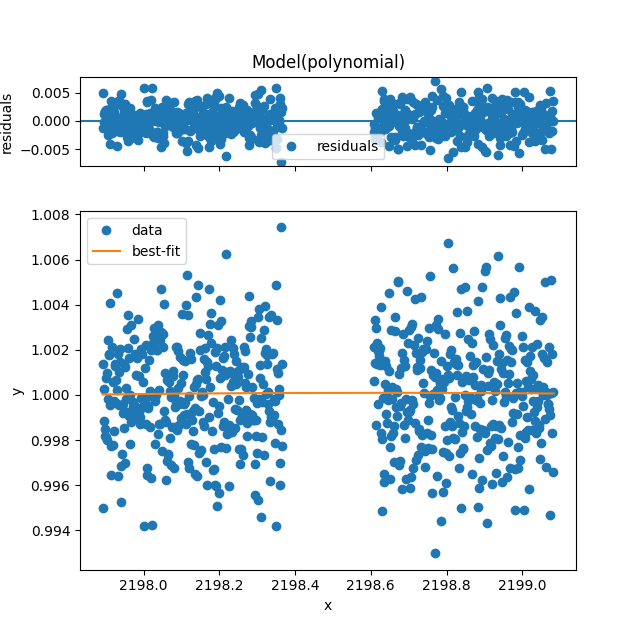 Model(polynomial)
0.005
0.000
−0.005
residuals
residuals
1.008
1.006
1.004
1.002
1.000
0.998
0.996
0.994
y
data
best-fit
2198.0 2198.2 2198.4 2198.6 2198.8 2199.0
x